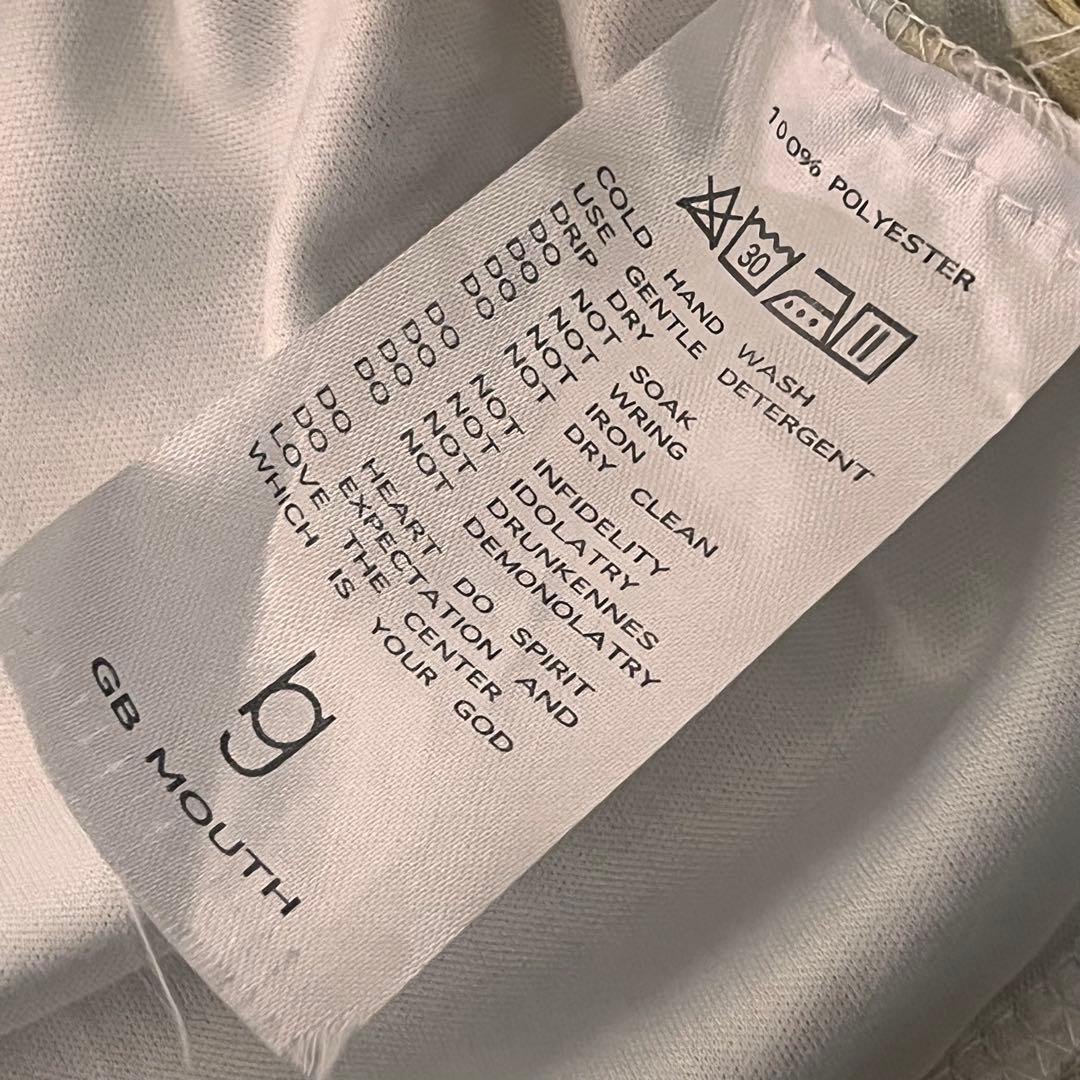 100% POLYESTER
30
COLD HAND WASH
USE GENTLE DETERGENT
DRIP DRY
DO NOT SOAK
DO NOT WRING
DO NOT IRON
DO NOT DRY CLEAN
DO NOT INFIDELITY
DO NOT IDOLATRY
DO NOT DRUNKENNES
DO NOT DEMONOLATRY
DO HEART DO SPIRIT
DO EXPECTATION AND
LOVE THE CENTER
WHICH IS YOUR GOD
bg
GB MOUTH